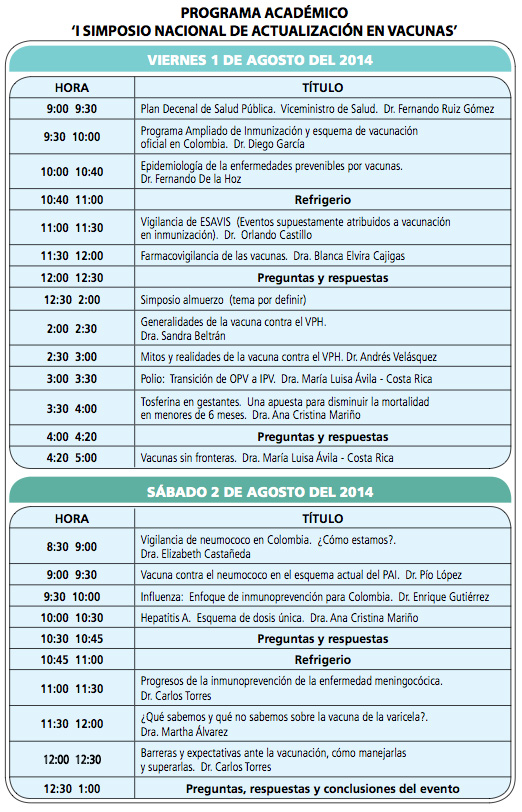 PROGRAMA ACADÉMICO
'I SIMPOSIO NACIONAL DE ACTUALIZACIÓN EN VACUNAS'
VIERNES 1 DE AGOSTO DEL 2014
HORA TÍTULO
9:00 9:30 Plan Decenal de Salud Pública. Viceministro de Salud. Dr. Fernando Ruiz Gómez
9:30 10:00 Programa Ampliado de Inmunización y esquema de vacunación
oficial en Colombia. Dr. Diego García
10:00 10:40 Epidemiología de la enfermedades prevenibles por vacunas.
Dr. Fernando De la Hoz
10:40 11:00 Refrigerio
11:00 11:30 Vigilancia de ESAVIS (Eventos supuestamente atribuidos a vacunación
en inmunización). Dr. Orlando Castillo
11:30 12:00 Farmacovigilancia de las vacunas. Dra. Blanca Elvira Cajigas
12:00 12:30 Preguntas y respuestas
12:30 2:00 Simposio almuerzo (tema por definir)
2:00 2:30 Generalidades de la vacuna contra el VPH.
Dra. Sandra Beltrán
2:30 3:00 Mitos y realidades de la vacuna contra el VPH. Dr. Andrés Velásquez
3:00 3:30 Polio: Transición de OPV a IPV. Dra. María Luisa Ávila - Costa Rica
3:30 4:00 Tosferina en gestantes. Una apuesta para disminuir la mortalidad
en menores de 6 meses. Dra. Ana Cristina Mariño
4:00 4:20 Preguntas y respuestas
4:20 5:00 Vacunas sin fronteras. Dra. María Luisa Ávila - Costa Rica
SÁBADO 2 DE AGOSTO DEL 2014
HORA TÍTULO
8:30 9:00 Vigilancia de neumococo en Colombia. ¿Cómo estamos?.
Dra. Elizabeth Castañeda
9:00 9:30 Vacuna contra el neumococo en el esquema actual del PAI. Dr. Pío López
9:30 10:00 Influenza: Enfoque de inmunoprevención para Colombia. Dr. Enrique Gutiérrez
10:00 10:30 Hepatitis A. Esquema de dosis única. Dra. Ana Cristina Mariño
10:30 10:45 Preguntas y respuestas
10:45 11:00 Refrigerio
11:00 11:30 Progresos de la inmunoprevención de la enfermedad meningocócica.
Dr. Carlos Torres
11:30 12:00 ¿Qué sabemos y qué no sabemos sobre la vacuna de la varicela?.
Dra. Martha Álvarez
12:00 12:30 Barreras y expectativas ante la vacunación, cómo manejarlas
y superarlas. Dr. Carlos Torres
12:30 1:00 Preguntas, respuestas y conclusiones del evento